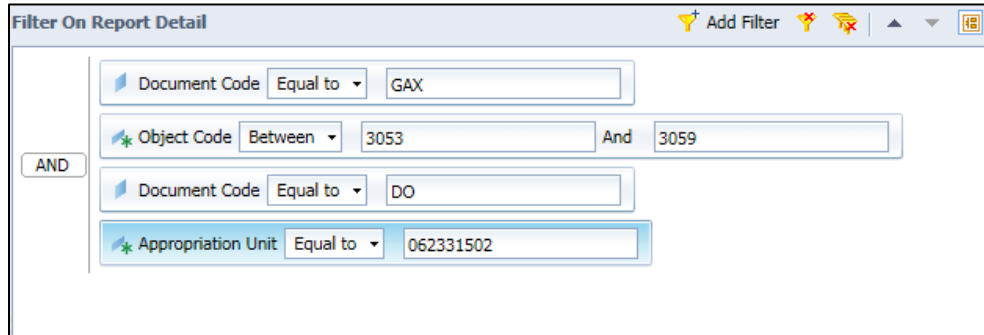 Filter On Report Detail Add Filter
Document Code Equal to GAX
Object Code Between 3053 And 3059
AND
Document Code Equal to DO
Appropriation Unit Equal to 062331502